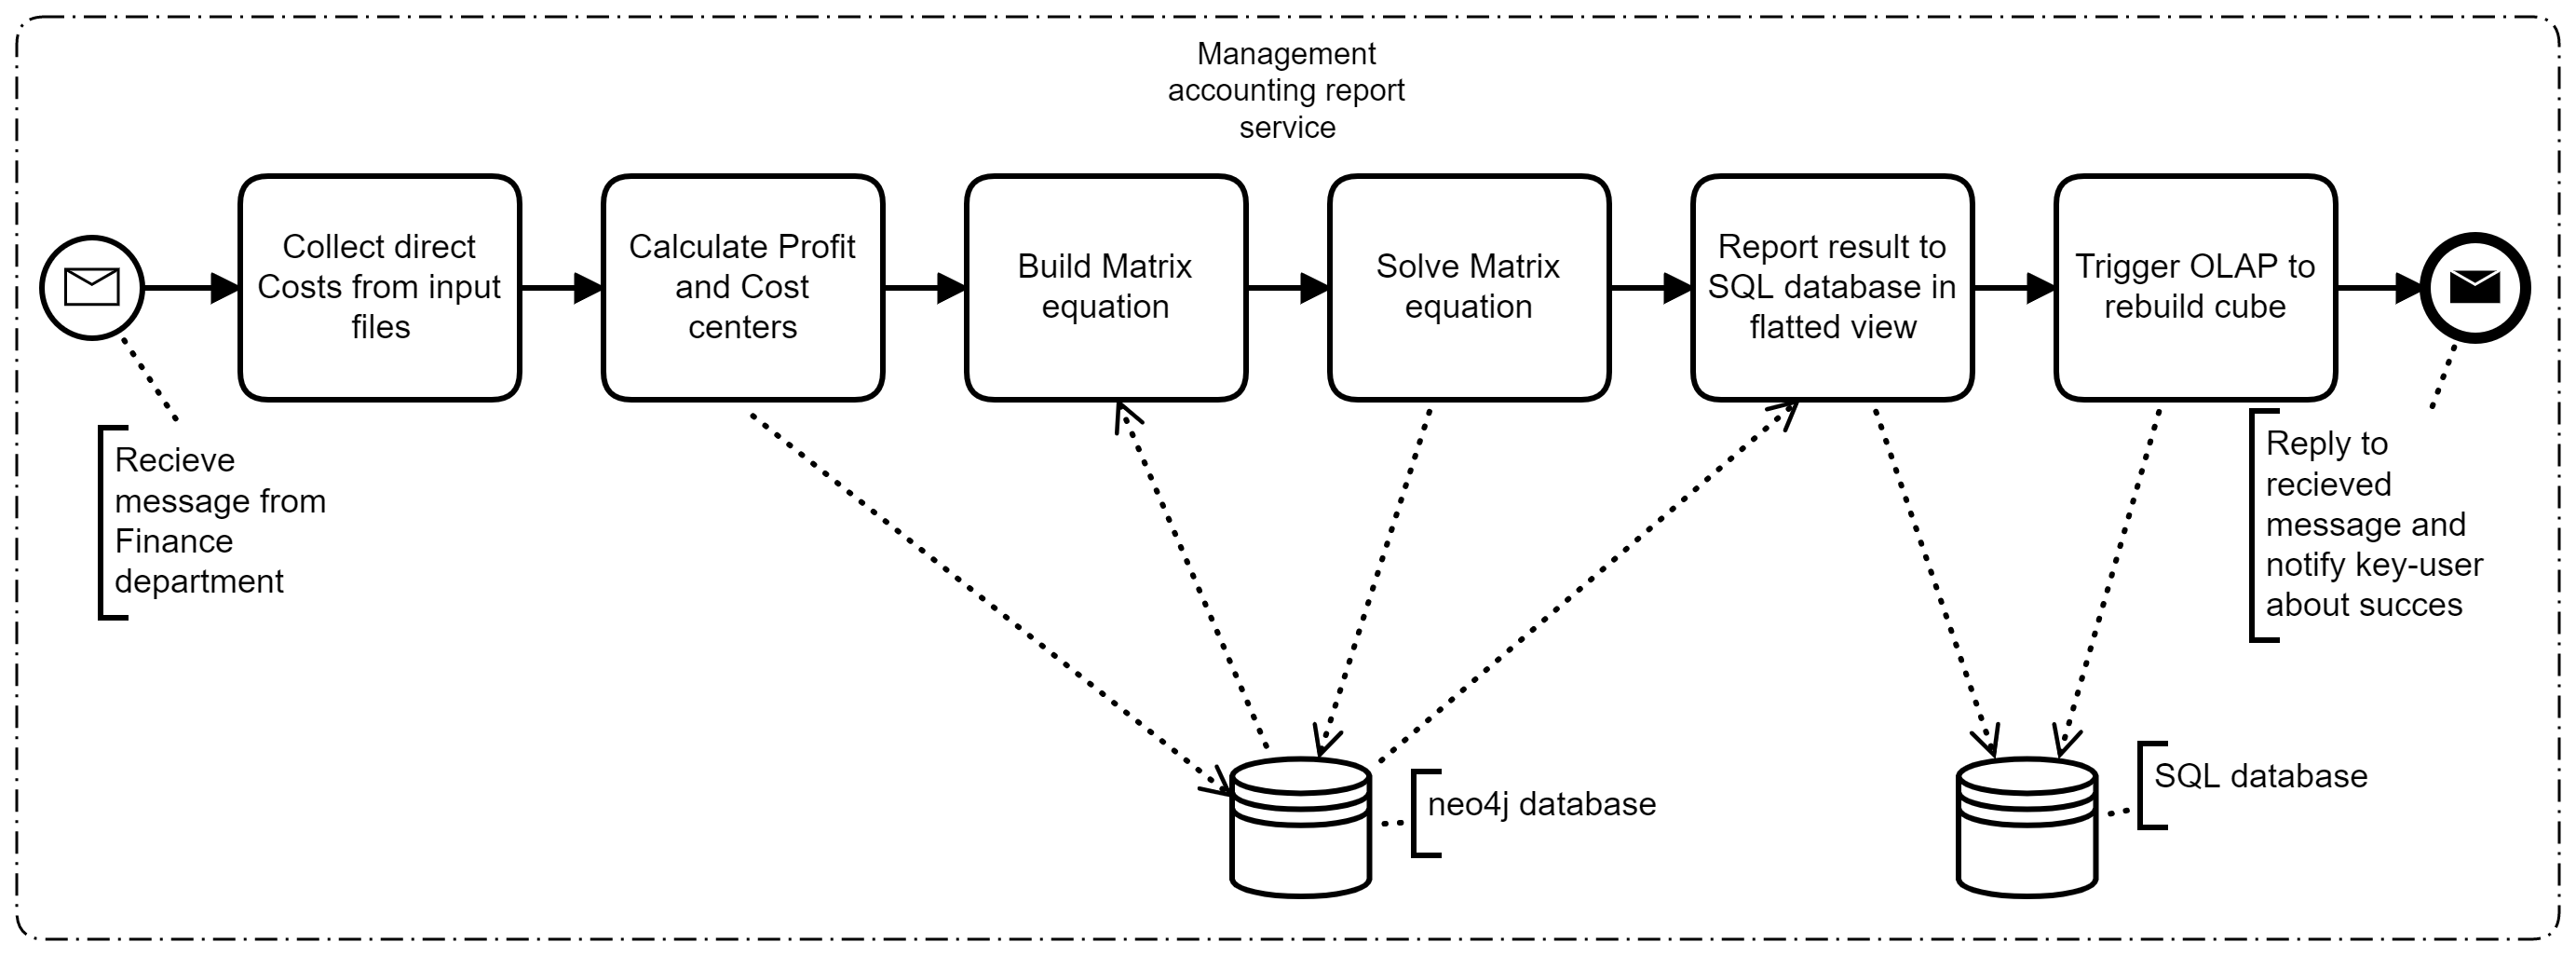 Management
accounting report
service
Collect direct
Costs from input
files
Calculate Profit
and Cost
centers
Build Matrix
equation
Solve Matrix
equation
Report result to
SQL database in
flatted view
Trigger OLAP to
rebuild cube
Recieve
message from
Finance
department
Reply to
recieved
message and
notify key-user
about succes
neo4j database
SQL database